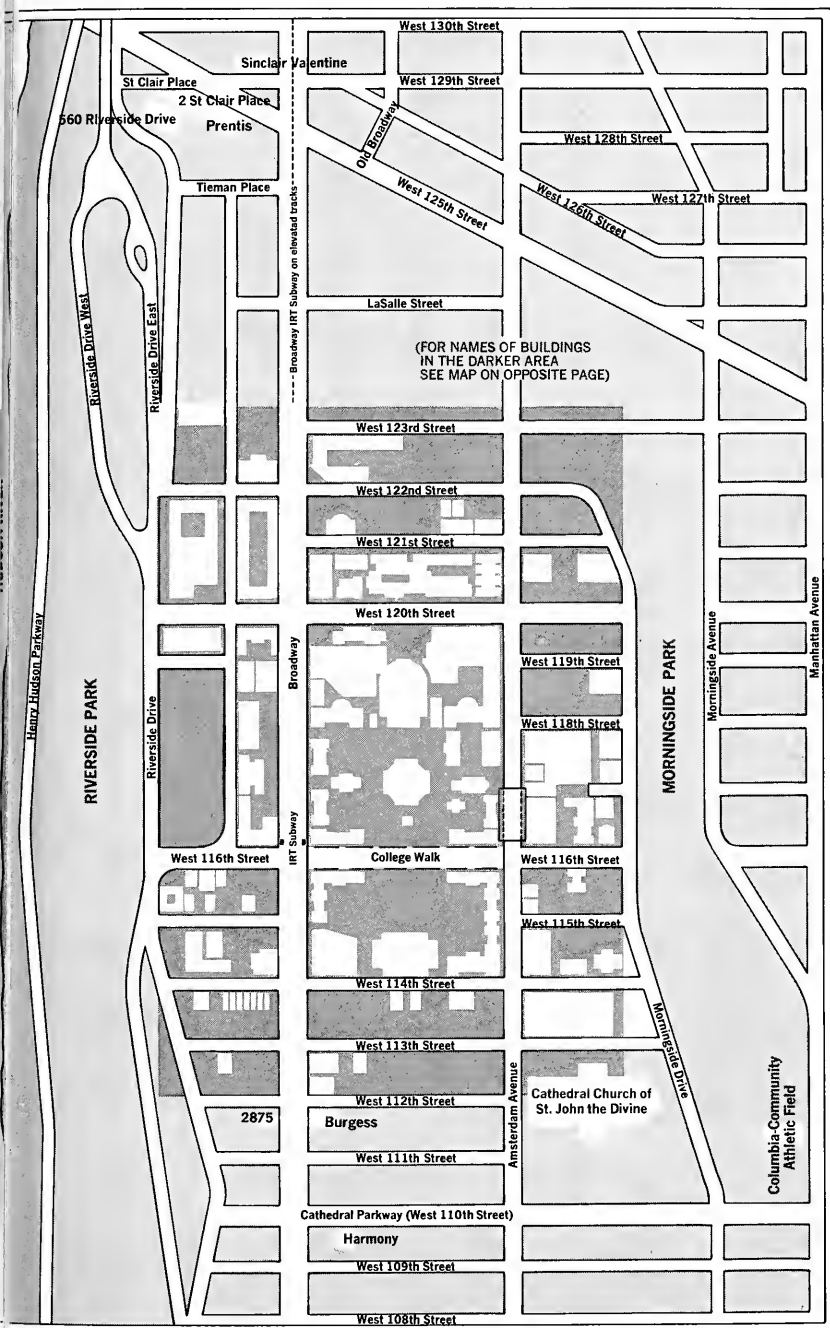 West 130th Street
Sinclair Valentine
St Clair Place
West 129th Street
2 St Clair Place
560 Riverside Drive
Prentis
Old Broadway
West 128th Street
Tieman Place
West 125th Street
West 126th Street
West 127th Street
Broadway IRT Subway on elevatad tracks
LaSalle Street
Riverside Drive West
Riverside Drive East
(FOR NAMES OF BUILDINGS
IN THE DARKER AREA
SEE MAP ON OPPOSITE PAGE)
West 123rd Street
West 122nd Street
West 121st Street
West 120th Street
Henry Hudson Parkway
RIVERSIDE PARK
Riverside Drive
Broadway
West 119th Street
MORNINGSIDE PARK
Morningside Avenue
Manhattan Avenue
West 118th Street
IRT Subway
West 116th Street
College Walk
West 116th Street
West 115th Street
West 114th Street
Morningside Drive
West 113th Street
Amsterdam Avenue
Cathedral Church of
St. John the Divine
Columbia-Community
Athletic Field
West 112th Street
2875
Burgess
West 111th Street
Cathedral Parkway (West 110th Street)
Harmony
West 109th Street
West 108th Street